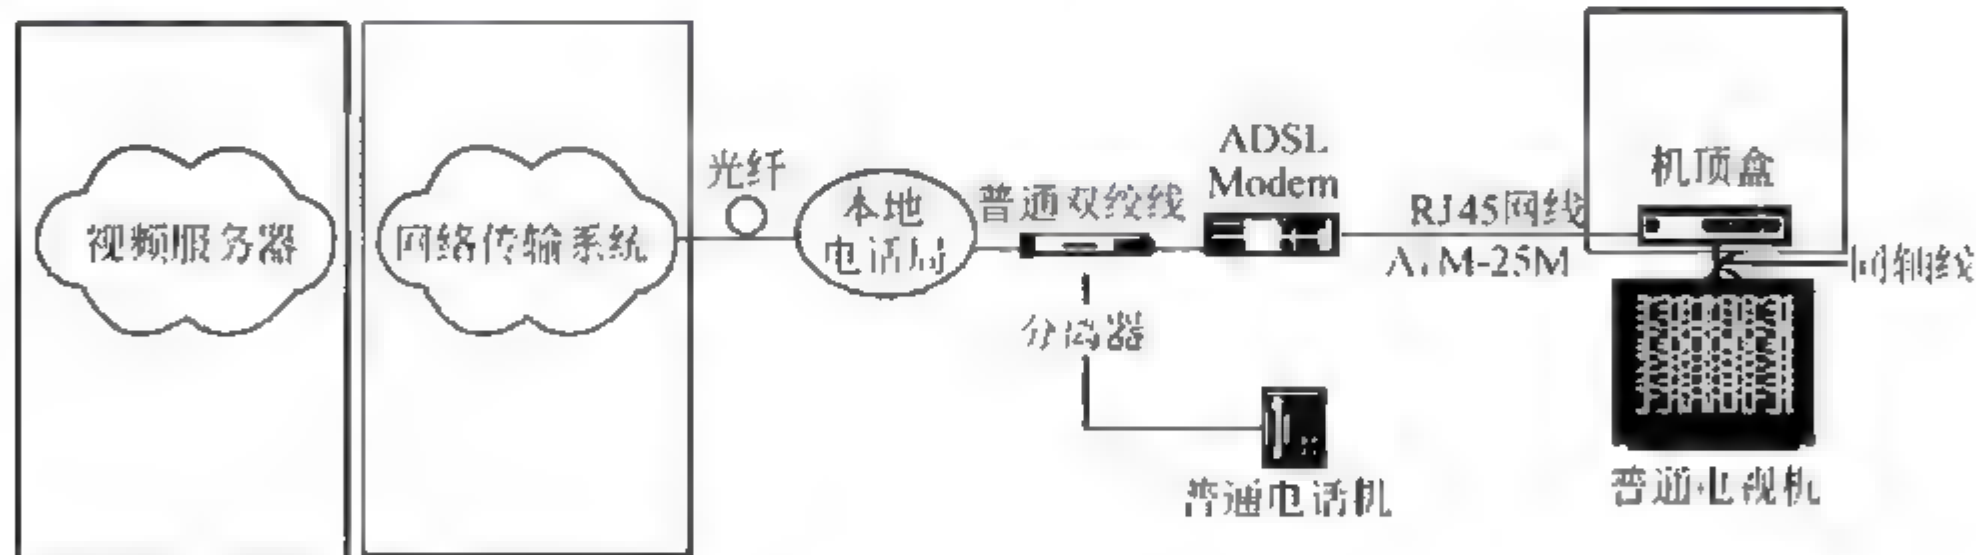 视频服务器
网络传输系统
光纤
本地
电话局
普通双绞线
ADSL
Modem
RJ45网线
ATM-25M
机顶盒
同轴线
分离器
普通电话机
普通电视机